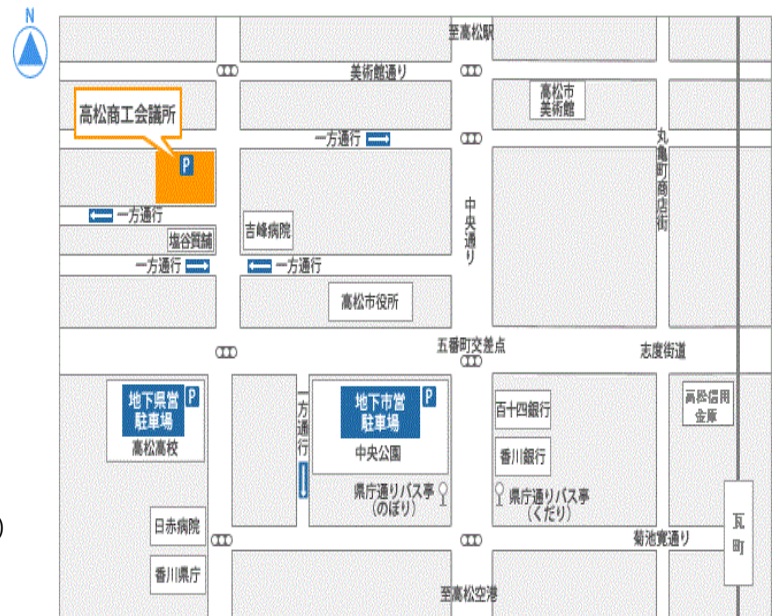 N
至高松駅
美術館通り
高松市
美術館
高松商工会議所
P
一方通行
丸亀町商店街
一方通行
中央通り
塩谷質舗
吉峰病院
一方通行
一方通行
高松市役所
五番町交差点
志度街道
地下県営
駐車場
P
高松高校
一方通行
地下市営
駐車場
P
中央公園
百十四銀行
高松信用
金庫
香川銀行
県庁通りバス亭
(のぼり)
県庁通りバス亭
(くだり)
日赤病院
瓦町
)
菊池寛通り
香川県庁
至高松空港